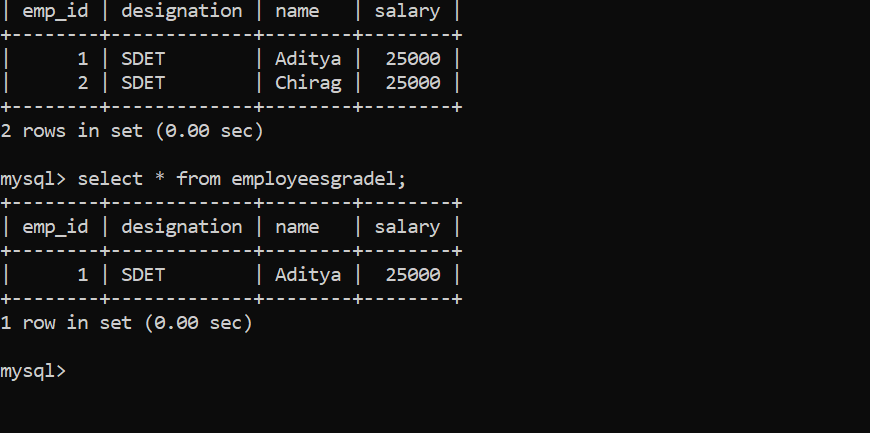 | emp_id | designation | name   | salary |
+--------+-------------+--------+--------+
|      1 | SDET        | Aditya |  25000 |
|      2 | SDET        | Chirag |  25000 |
+--------+-------------+--------+--------+
2 rows in set (0.00 sec)

mysql> select * from employeesgradel;
+--------+-------------+--------+--------+
| emp_id | designation | name   | salary |
+--------+-------------+--------+--------+
|      1 | SDET        | Aditya |  25000 |
+--------+-------------+--------+--------+
1 row in set (0.00 sec)

mysql>